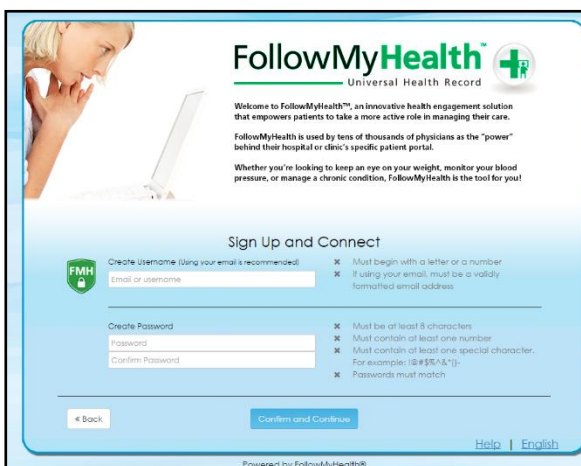 FollowMyHealth™
Universal Health Record
Welcome to FollowMyHealth™, an innovative health engagement solution
that empowers patients to take a more active role in managing their care.
FollowMyHealth is used by tens of thousands of physicians as the "power"
behind their hospital or clinic's specific patient portal.
Whether you're looking to keep an eye on your weight, monitor your blood
pressure, or manage a chronic condition, FollowMyHealth is the tool for you!
Sign Up and Connect
FMH
Create Username (Using your email is recommended)
Email or username
✖ Must begin with a letter or a number
✖ If using your email, must be a validly
formatted email address
Create Password
Password
Confirm Password
✖ Must be at least 8 characters
✖ Must contain at least one number
✖ Must contain at least one special character.
For example: !@#$%^&*()-
✖ Passwords must match
« Back
Confirm and Continue
Help | English
Powered by FollowMyHealth®